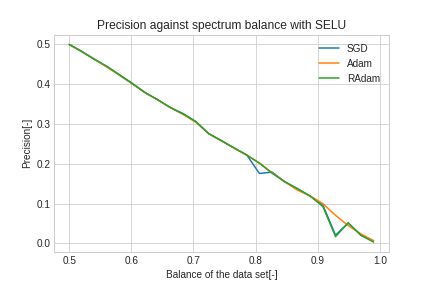 Precision against spectrum balance with SELU
SGD
Adam
RAdam
Precision[-]
0.5
0.4
0.3
0.2
0.1
0.0
0.5 0.6 0.7 0.8 0.9 1.0
Balance of the data set[-]